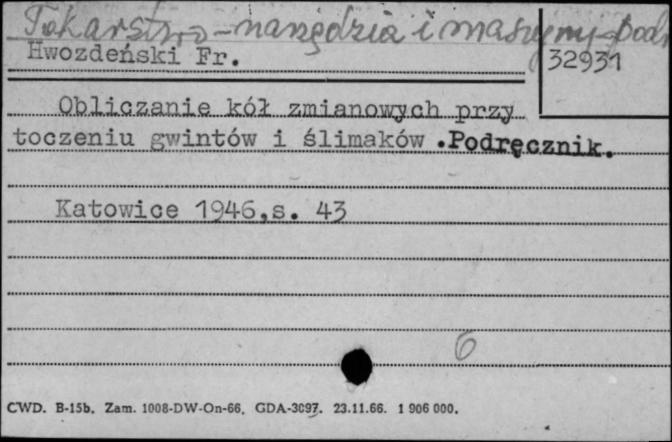 Tokarstwo - narzędzia i maszyny - podr
Hwozdeński Fr.
32931
Obliczanie kół zmianowych przy
toczeniu gwintów i ślimaków .Podręcznik.
Katowice 1946,s. 43
6
CWD. B-15b. Zam. 1008-DW-On-66. GDA-3097. 23.11.66. 1 906 000.